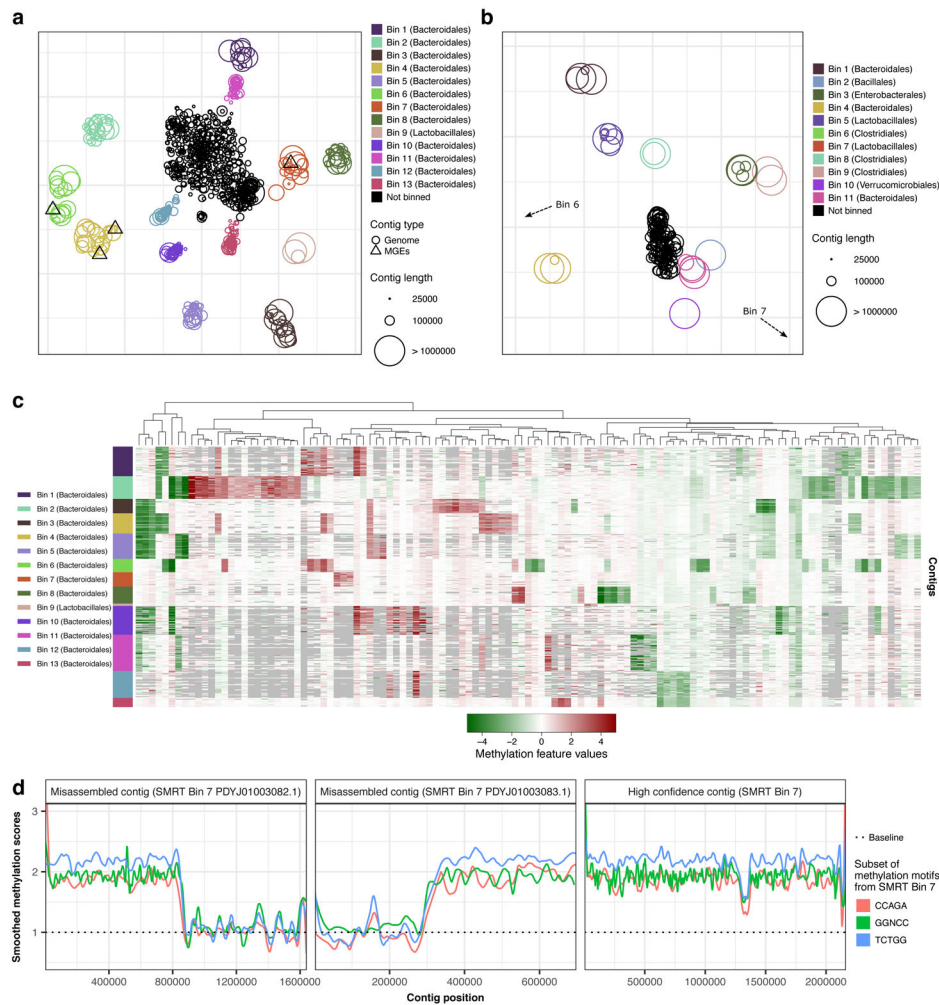 a
Bin 1 (Bacteroidales)
Bin 2 (Bacteroidales)
Bin 3 (Bacteroidales)
Bin 4 (Bacteroidales)
Bin 5 (Bacteroidales)
Bin 6 (Bacteroidales)
Bin 7 (Bacteroidales)
Bin 8 (Bacteroidales)
Bin 9 (Lactobacillales)
Bin 10 (Bacteroidales)
Bin 11 (Bacteroidales)
Bin 12 (Bacteroidales)
Bin 13 (Bacteroidales)
Not binned
Contig type
Genome
MGEs
Contig length
25000
100000
> 1000000
b
Bin 6
Bin 7
Bin 1 (Bacteroidales)
Bin 2 (Bacillales)
Bin 3 (Enterobacterales)
Bin 4 (Bacteroidales)
Bin 5 (Lactobacillales)
Bin 6 (Clostridiales)
Bin 7 (Lactobacillales)
Bin 8 (Clostridiales)
Bin 9 (Clostridiales)
Bin 10 (Verrucomicrobiales)
Bin 11 (Bacteroidales)
Not binned
Contig length
25000
100000
> 1000000
c
Bin 1 (Bacteroidales)
Bin 2 (Bacteroidales)
Bin 3 (Bacteroidales)
Bin 4 (Bacteroidales)
Bin 5 (Bacteroidales)
Bin 6 (Bacteroidales)
Bin 7 (Bacteroidales)
Bin 8 (Bacteroidales)
Bin 9 (Lactobacillales)
Bin 10 (Bacteroidales)
Bin 11 (Bacteroidales)
Bin 12 (Bacteroidales)
Bin 13 (Bacteroidales)
Contigs
−4 −2 0 2 4
Methylation feature values
d
Misassembled contig (SMRT Bin 7 PDYJ01003082.1)
Misassembled contig (SMRT Bin 7 PDYJ01003083.1)
High confidence contig (SMRT Bin 7)
Smoothed methylation scores
3
2
1
400000 800000 1200000 1600000
200000 400000 600000
500000 1000000 1500000 2000000
Contig position
Baseline
Subset of
methylation motifs
from SMRT Bin 7
CCAGA
GGNCC
TCTGG